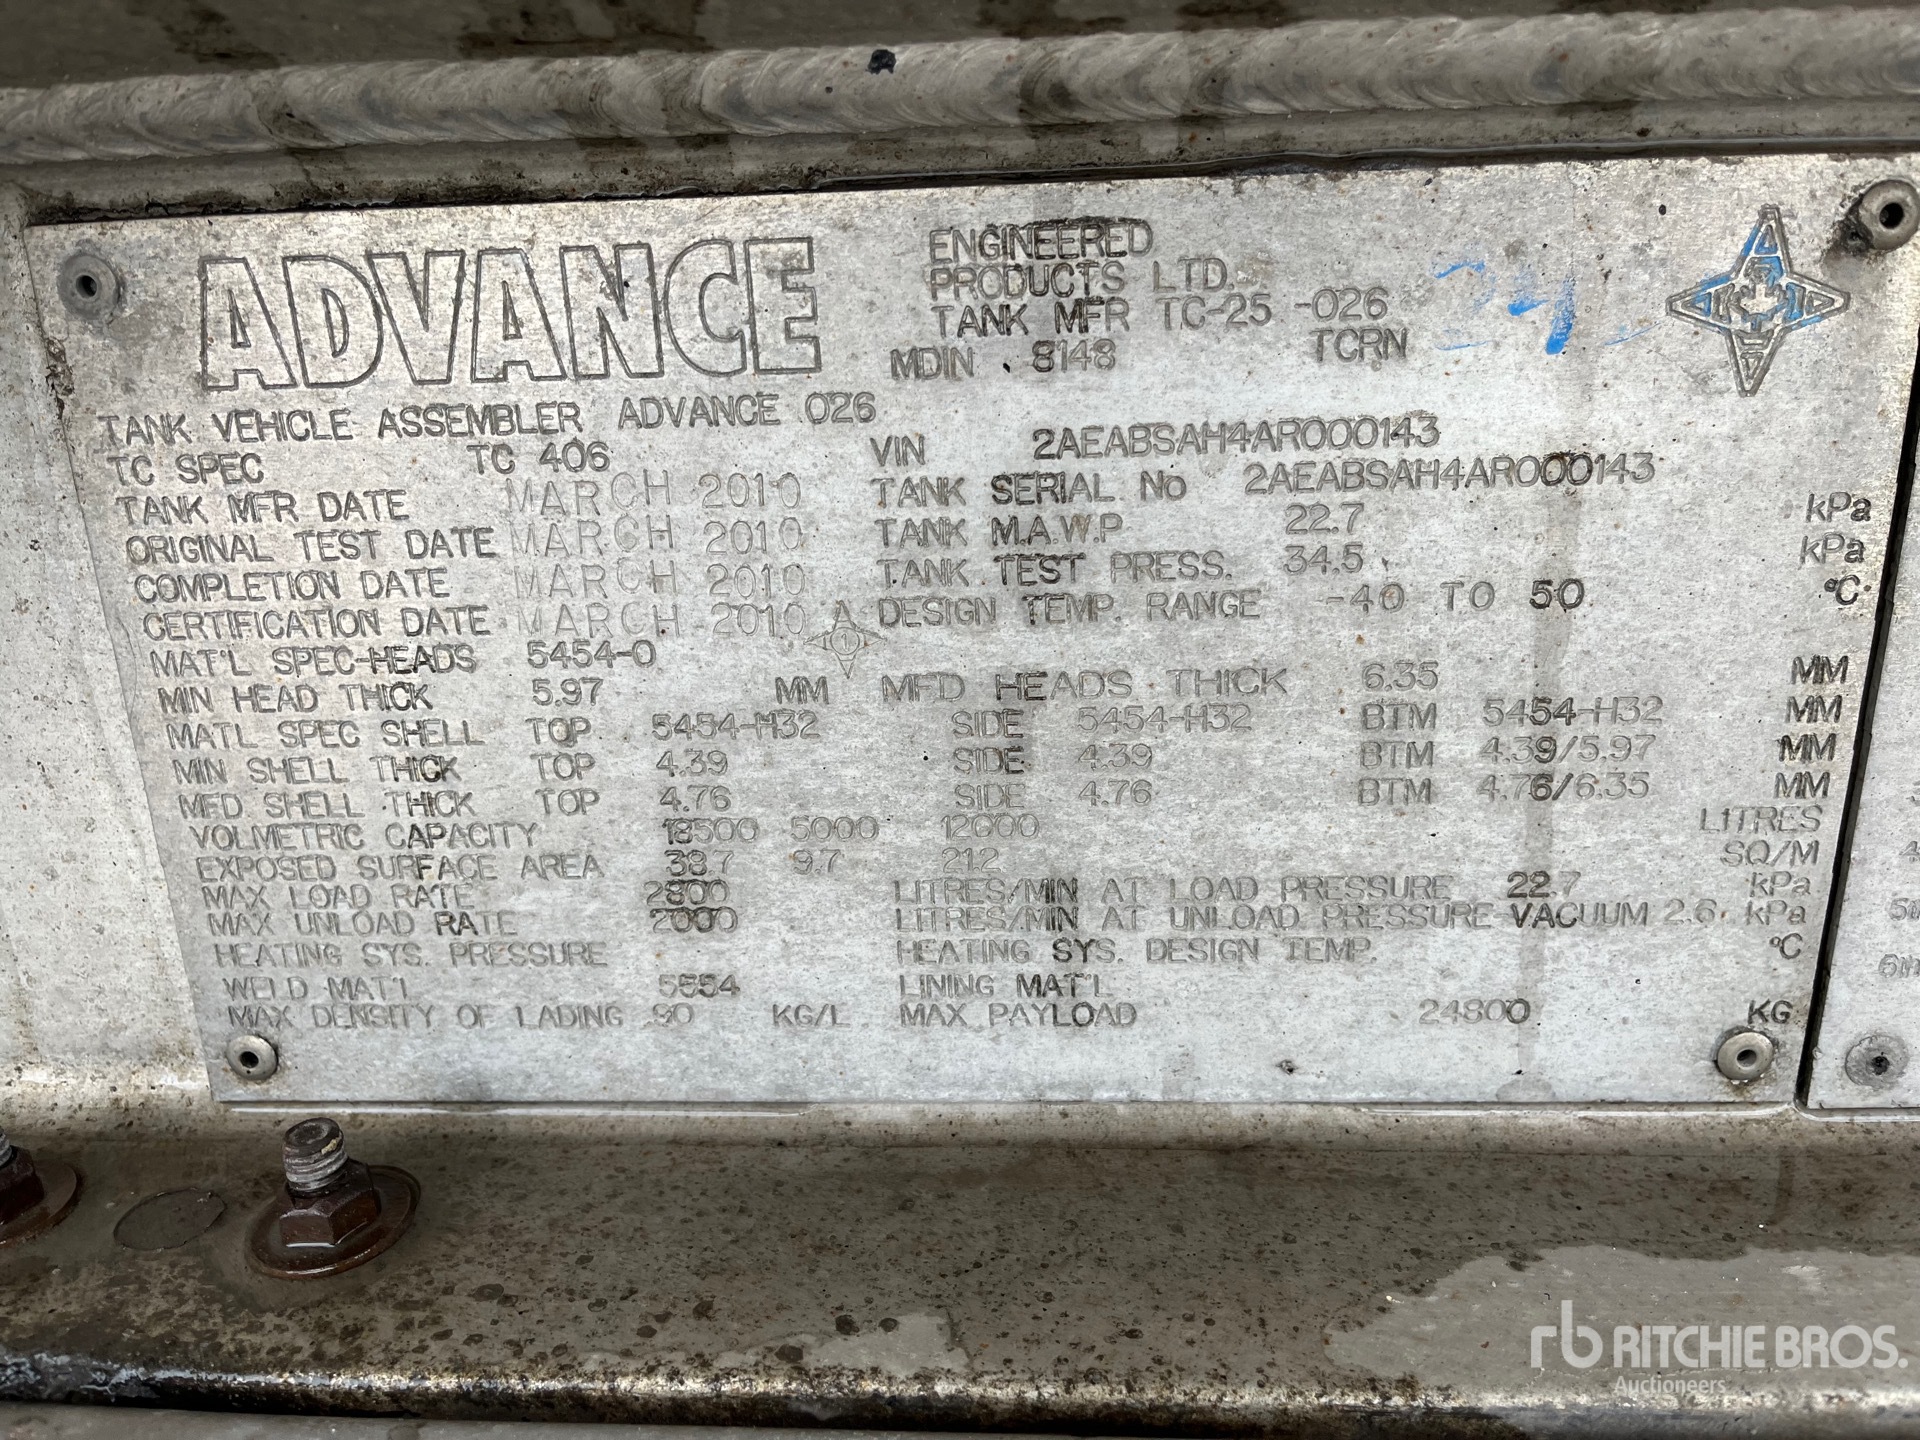 ADVANCE
ENGINEERED
PRODUCTS LTD.
TANK MFR TC-25 -026
MDIN 8148 TCRN
TANK VEHICLE ASSEMBLER ADVANCE 026
TC SPEC TC 406 VIN 2AEABSAH4AR000143
TANK MFR DATE MARCH 2010 TANK SERIAL No 2AEABSAH4AR000143
ORIGINAL TEST DATE MARCH 2010 TANK M.A.W.P 22.7 kPa
COMPLETION DATE MARCH 2010 TANK TEST PRESS. 34.5 kPa
CERTIFICATION DATE MARCH 2010 DESIGN TEMP. RANGE -40 TO 50 °C
MAT'L SPEC-HEADS 5454-0
MIN HEAD THICK 5.97 MM MFD HEADS THICK 6.35 MM
MATL SPEC SHELL TOP 5454-H32 SIDE 5454-H32 BTM 5454-H32 MM
MIN SHELL THICK TOP 4.39 SIDE 4.39 BTM 4.39/5.97 MM
MFD SHELL THICK TOP 4.76 SIDE 4.76 BTM 4.76/6.35 MM
VOLMETRIC CAPACITY 18500 5000 12000 LITRES
EXPOSED SURFACE AREA 38.7 9.7 21.2 SQ/M
MAX LOAD RATE 2800 LITRES/MIN AT LOAD PRESSURE 22.7 kPa
MAX UNLOAD RATE 2000 LITRES/MIN AT UNLOAD PRESSURE VACUUM 2.6 kPa
HEATING SYS. PRESSURE HEATING SYS. DESIGN TEMP. °C
WELD MAT'L 5554 LINING MAT'L
MAX DENSITY OF LADING .90 KG/L MAX PAYLOAD 24800 KG
rb RITCHIE BROS.
Auctioneers